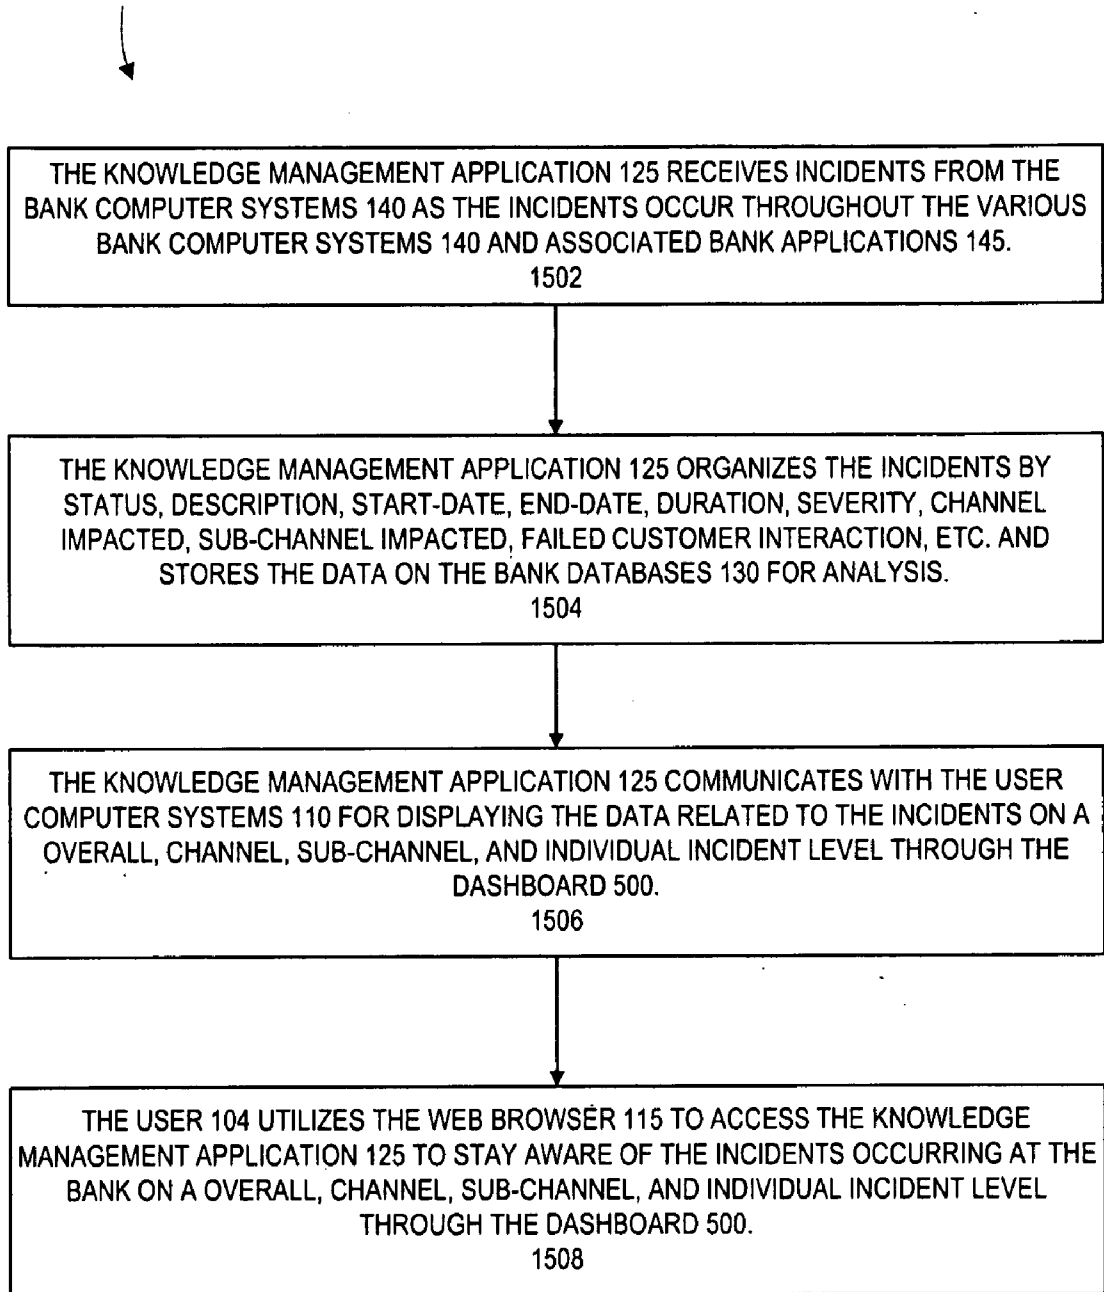 THE KNOWLEDGE MANAGEMENT APPLICATION 125 RECEIVES INCIDENTS FROM THE
BANK COMPUTER SYSTEMS 140 AS THE INCIDENTS OCCUR THROUGHOUT THE VARIOUS
BANK COMPUTER SYSTEMS 140 AND ASSOCIATED BANK APPLICATIONS 145.
1502
THE KNOWLEDGE MANAGEMENT APPLICATION 125 ORGANIZES THE INCIDENTS BY
STATUS, DESCRIPTION, START-DATE, END-DATE, DURATION, SEVERITY, CHANNEL
IMPACTED, SUB-CHANNEL IMPACTED, FAILED CUSTOMER INTERACTION, ETC. AND
STORES THE DATA ON THE BANK DATABASES 130 FOR ANALYSIS.
1504
THE KNOWLEDGE MANAGEMENT APPLICATION 125 COMMUNICATES WITH THE USER
COMPUTER SYSTEMS 110 FOR DISPLAYING THE DATA RELATED TO THE INCIDENTS ON A
OVERALL, CHANNEL, SUB-CHANNEL, AND INDIVIDUAL INCIDENT LEVEL THROUGH THE
DASHBOARD 500.
1506
THE USER 104 UTILIZES THE WEB BROWSER 115 TO ACCESS THE KNOWLEDGE
MANAGEMENT APPLICATION 125 TO STAY AWARE OF THE INCIDENTS OCCURRING AT THE
BANK ON A OVERALL, CHANNEL, SUB-CHANNEL, AND INDIVIDUAL INCIDENT LEVEL
THROUGH THE DASHBOARD 500.
1508